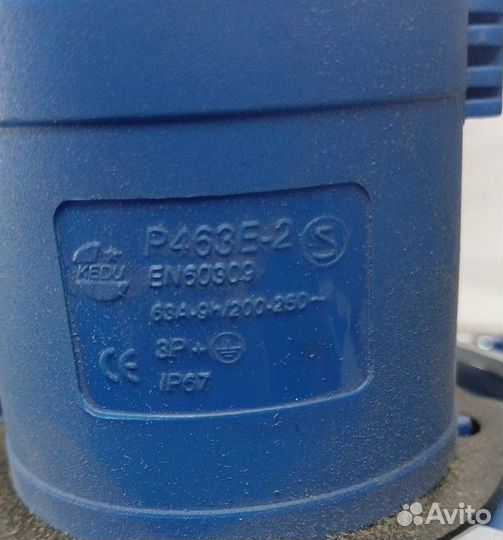 P463E-2 S
KEDU
EN60309
63A-9h/200-250~
3P+
CE
IP67
Avito